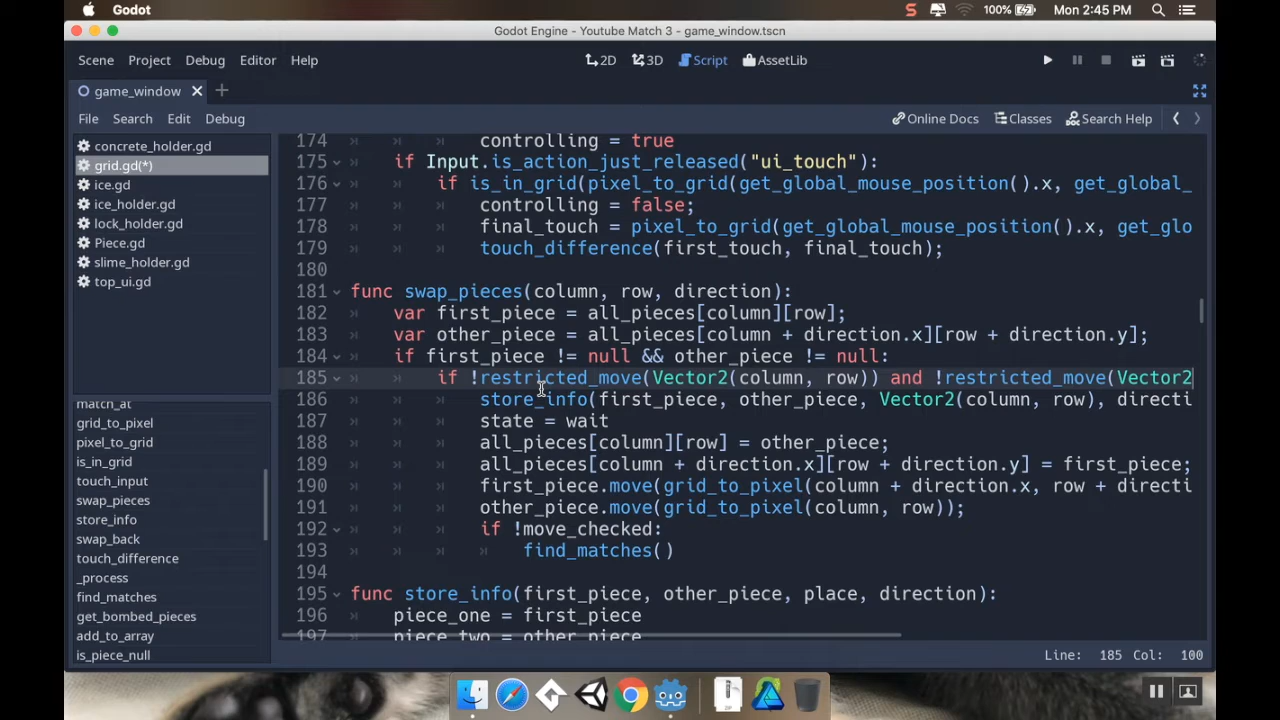 Godot
100%
Mon 2:45 PM
Godot Engine - Youtube Match 3 - game_window.tscn
Scene Project Debug Editor Help
2D 3D Script AssetLib
game_window
File Search Edit Debug
Online Docs Classes Search Help
concrete_holder.gd
grid.gd(*)
ice.gd
ice_holder.gd
lock_holder.gd
Piece.gd
slime_holder.gd
top_ui.gd
match_at
grid_to_pixel
pixel_to_grid
is_in_grid
touch_input
swap_pieces
store_info
swap_back
touch_difference
_process
find_matches
get_bombed_pieces
add_to_array
is_piece_null
174 controlling = true
175 if Input.is_action_just_released("ui_touch"):
176 if is_in_grid(pixel_to_grid(get_global_mouse_position().x, get_global_
177 controlling = false;
178 final_touch = pixel_to_grid(get_global_mouse_position().x, get_glo
179 touch_difference(first_touch, final_touch);
180
181 func swap_pieces(column, row, direction):
182 var first_piece = all_pieces[column][row];
183 var other_piece = all_pieces[column + direction.x][row + direction.y];
184 if first_piece != null && other_piece != null:
185 if !restricted_move(Vector2(column, row)) and !restricted_move(Vector2
186 store_info(first_piece, other_piece, Vector2(column, row), directi
187 state = wait
188 all_pieces[column][row] = other_piece;
189 all_pieces[column + direction.x][row + direction.y] = first_piece;
190 first_piece.move(grid_to_pixel(column + direction.x, row + directi
191 other_piece.move(grid_to_pixel(column, row));
192 if !move_checked:
193 find_matches()
194
195 func store_info(first_piece, other_piece, place, direction):
196 piece_one = first_piece
197 piece_two = other_piece
Line: 185 Col: 100